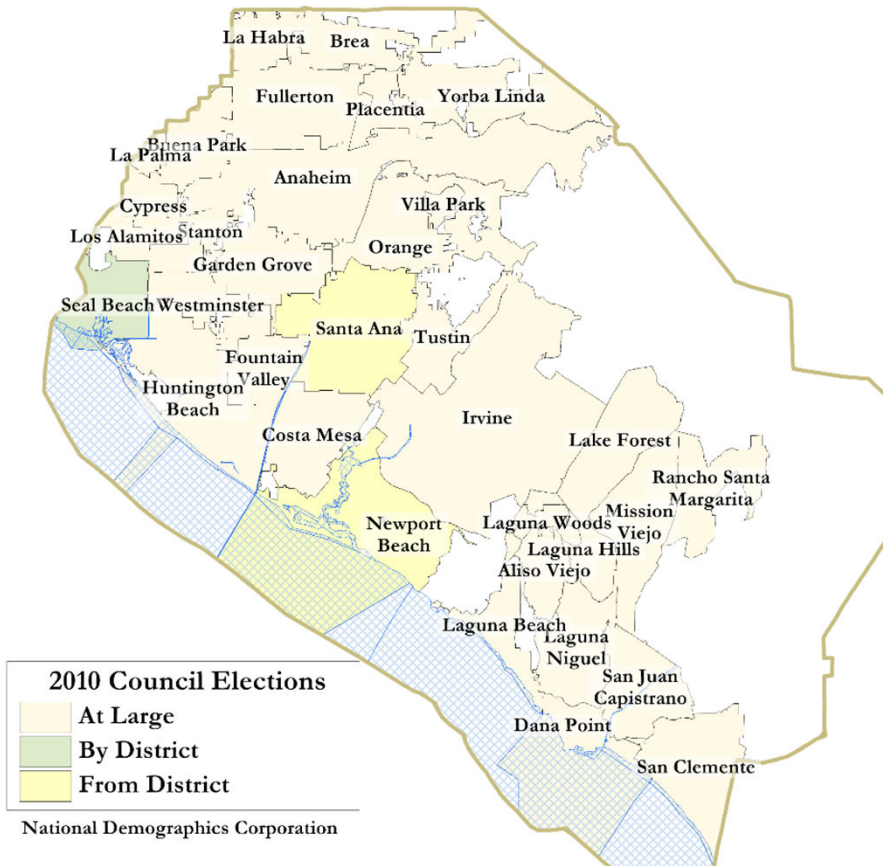 La Habra
Brea
Fullerton
Placentia
Yorba Linda
Buena Park
La Palma
Anaheim
Cypress
Villa Park
Los Alamitos
Stanton
Orange
Garden Grove
Seal Beach
Westminster
Santa Ana
Tustin
Fountain
Valley
Huntington
Beach
Costa Mesa
Irvine
Lake Forest
Rancho Santa
Margarita
Mission
Viejo
Newport
Beach
Laguna Woods
Laguna Hills
Aliso Viejo
Laguna Beach
Laguna
Niguel
San Juan
Capistrano
Dana Point
San Clemente
2010 Council Elections
At Large
By District
From District
National Demographics Corporation